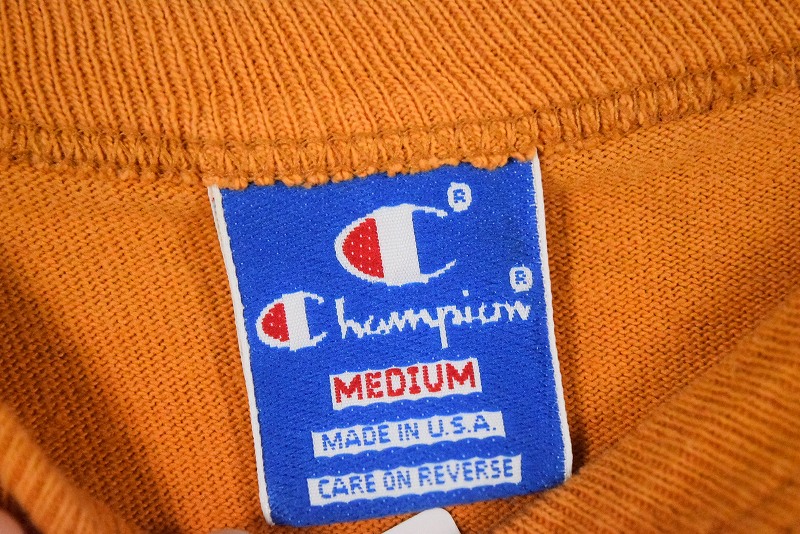 C®
Champion®
MEDIUM
MADE IN U.S.A.
CARE ON REVERSE